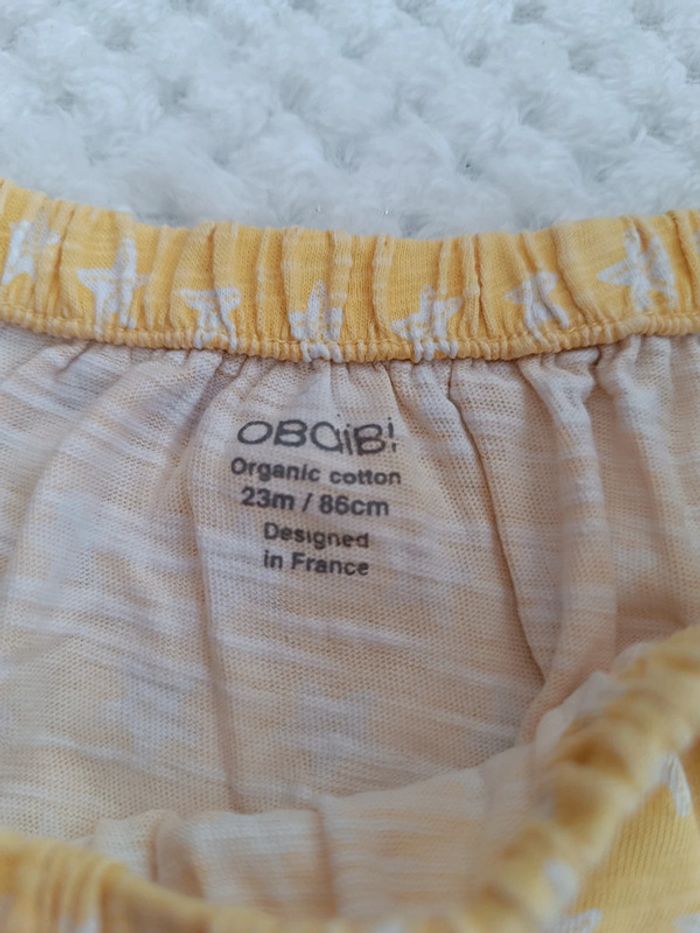 OBaiBi
Organic cotton
23m / 86cm
Designed
in France